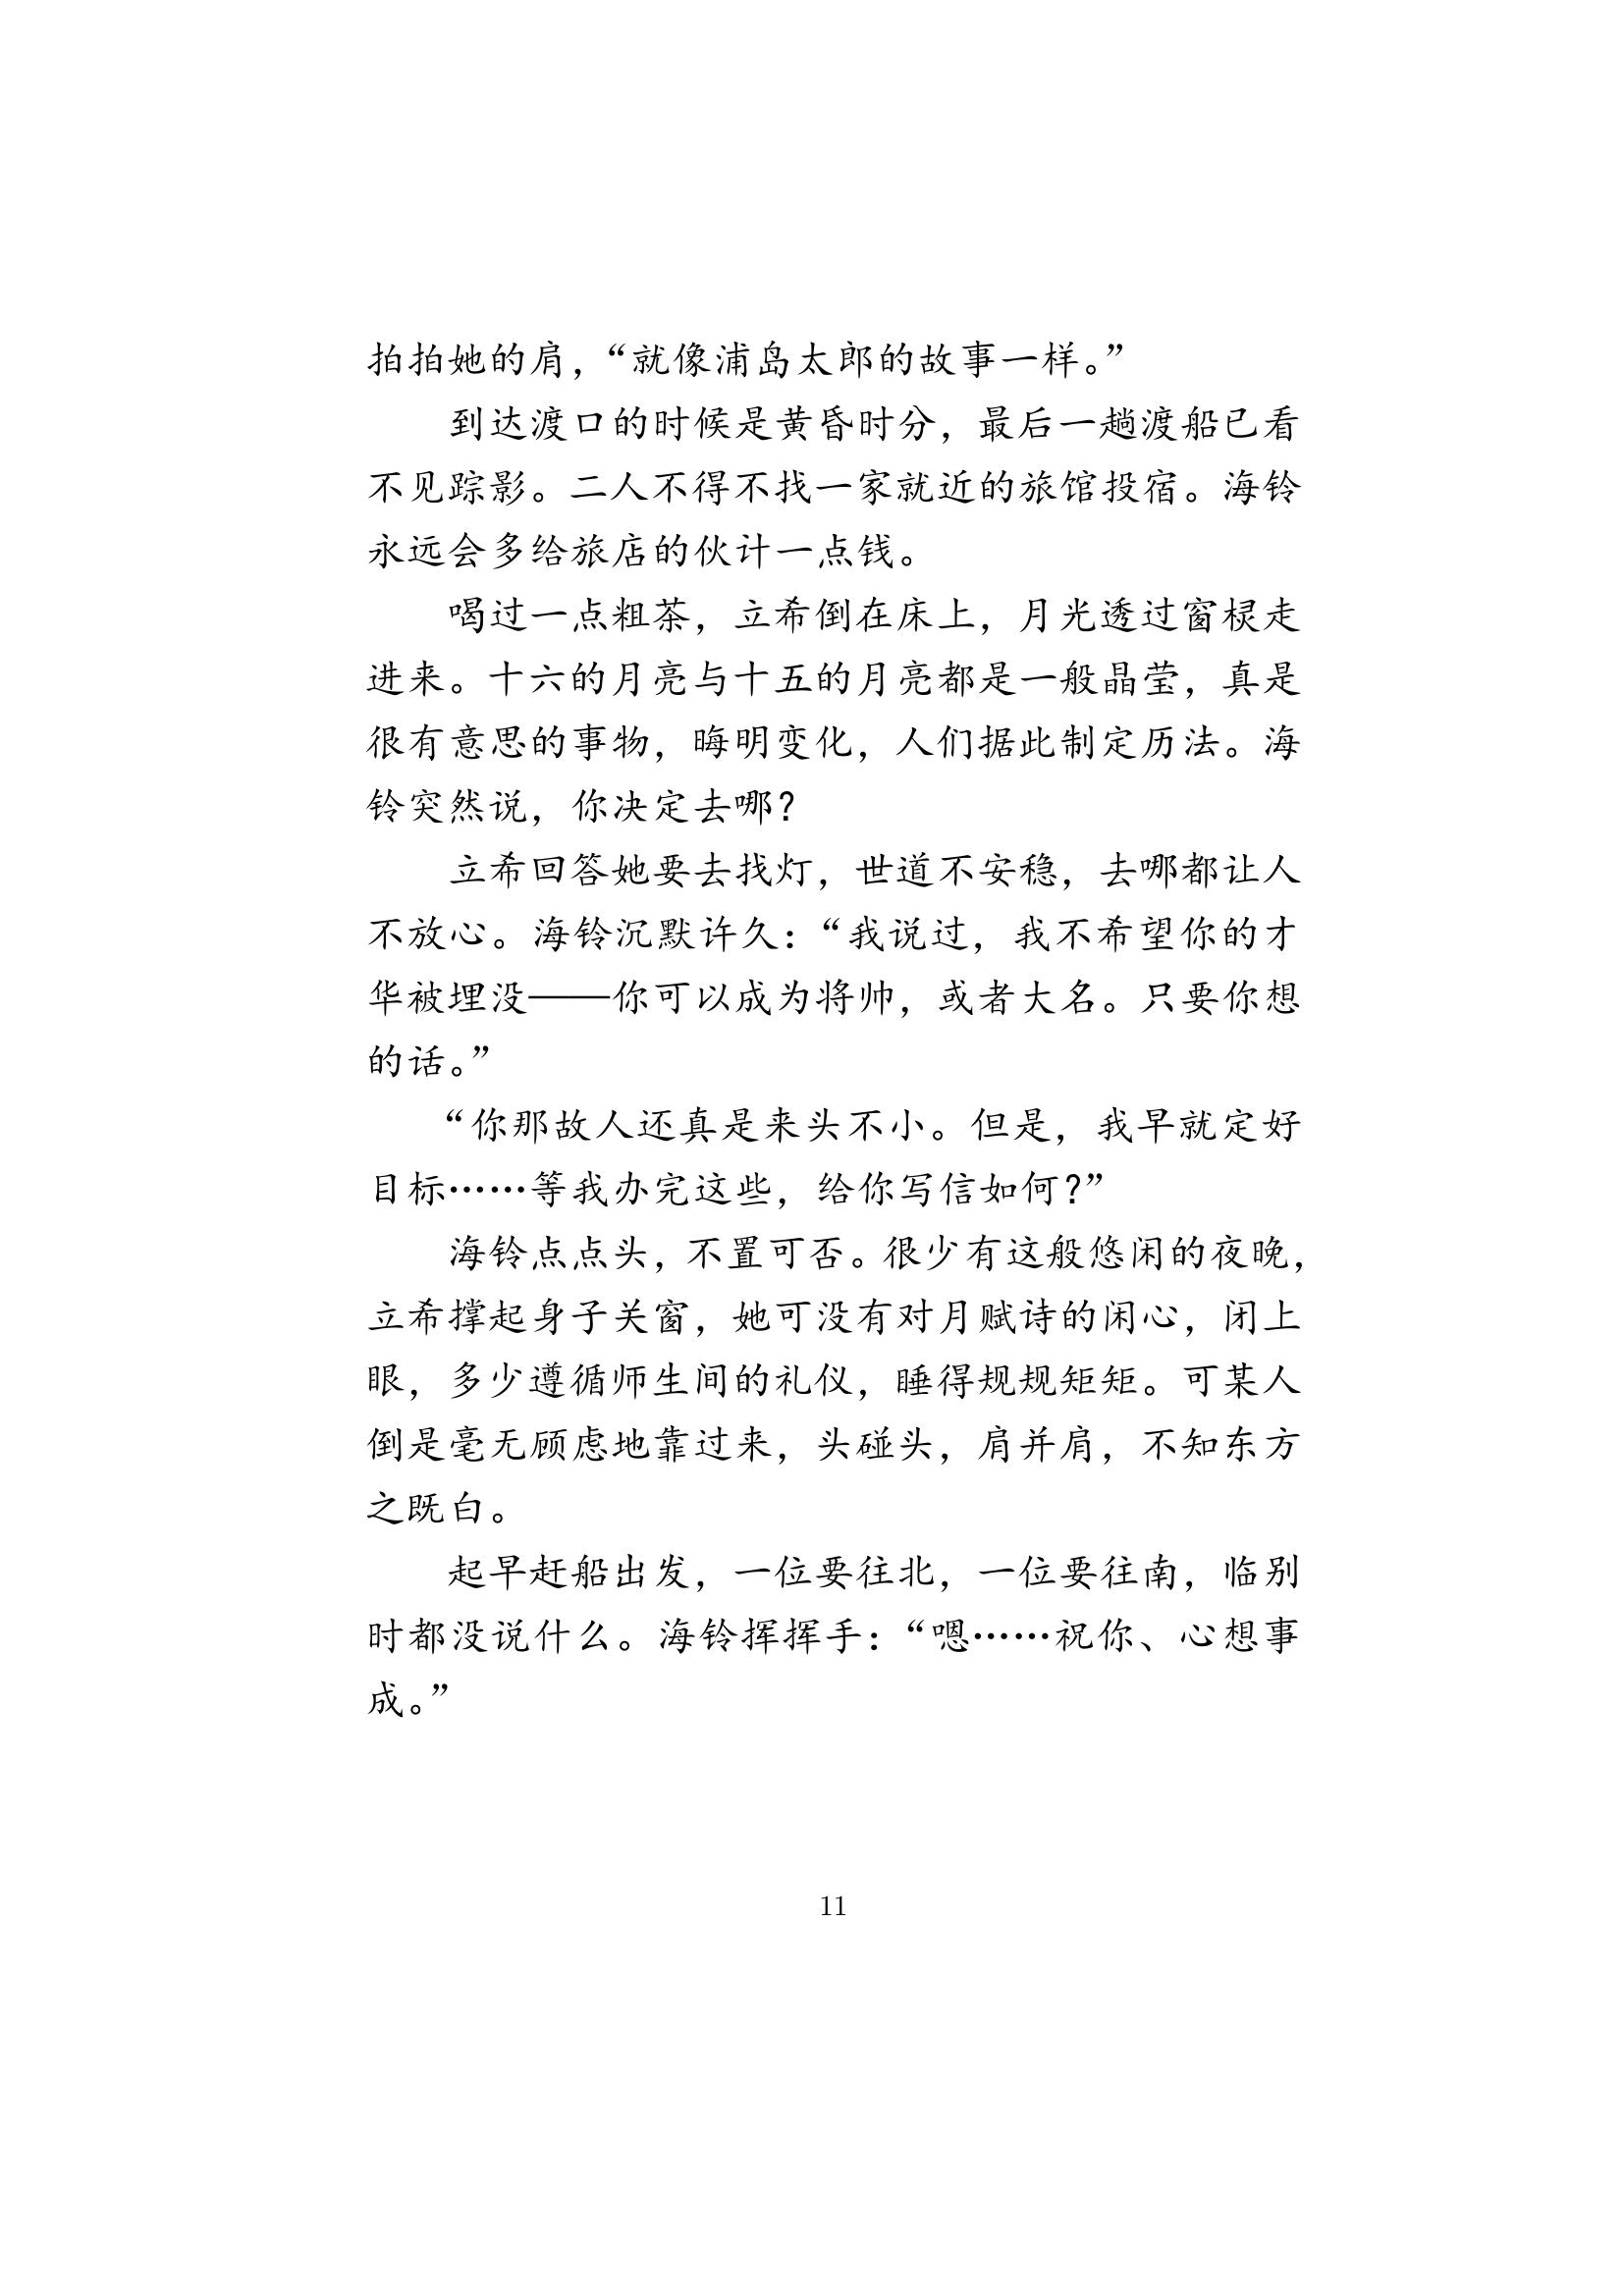 拍拍她的肩，“就像浦岛太郎的故事一样。”
到达渡口的时候是黄昏时分，最后一趟渡船已看
不见踪影。二人不得不找一家就近的旅馆投宿。海铃
永远会多给旅店的伙计一点钱。
喝过一点粗茶，立希倒在床上，月光透过窗棂走
进来。十六的月亮与十五的月亮都是一般晶莹，真是
很有意思的事物，晦明变化，人们据此制定历法。海
铃突然说，你决定去哪？
立希回答她要去找灯，世道不安稳，去哪都让人
不放心。海铃沉默许久：“我说过，我不希望你的才
华被埋没——你可以成为将帅，或者大名。只要你想
的话。”
“你那故人还真是来头不小。但是，我早就定好
目标……等我办完这些，给你写信如何？”
海铃点点头，不置可否。很少有这般悠闲的夜晚，
立希撑起身子关窗，她可没有对月赋诗的闲心，闭上
眼，多少遵循师生间的礼仪，睡得规规矩矩。可某人
倒是毫无顾虑地靠过来，头碰头，肩并肩，不知东方
之既白。
起早赶船出发，一位要往北，一位要往南，临别
时都没说什么。海铃挥挥手：“嗯……祝你、心想事
成。”
11